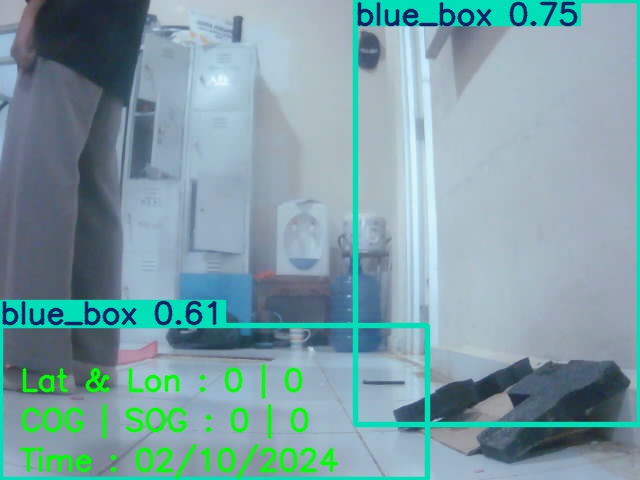 blue_box 0.75
blue_box 0.61
Lat & Lon : 0 | 0
COG | SOG : 0 | 0
Time : 02/10/2024